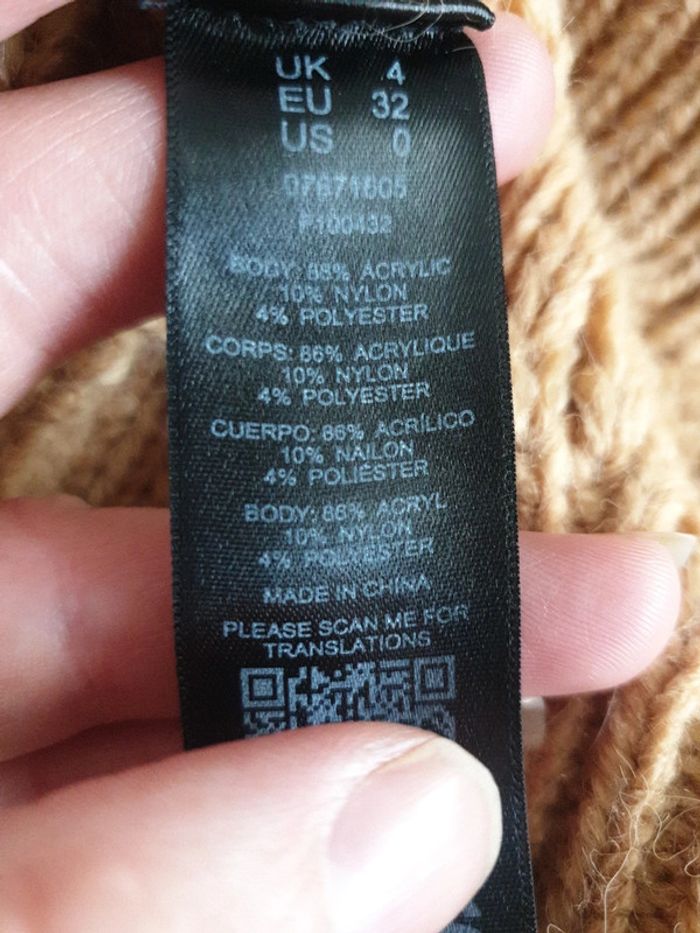 UK 4
EU 32
US 0
07871005
P100432
BODY: 86% ACRYLIC
10% NYLON
4% POLYESTER
CORPS: 86% ACRYLIQUE
10% NYLON
4% POLYESTER
CUERPO: 86% ACRÍLICO
10% NAILON
4% POLIÉSTER
BODY: 86% ACRYL
10% NYLON
4% POLYESTER
MADE IN CHINA
PLEASE SCAN ME FOR
TRANSLATIONS